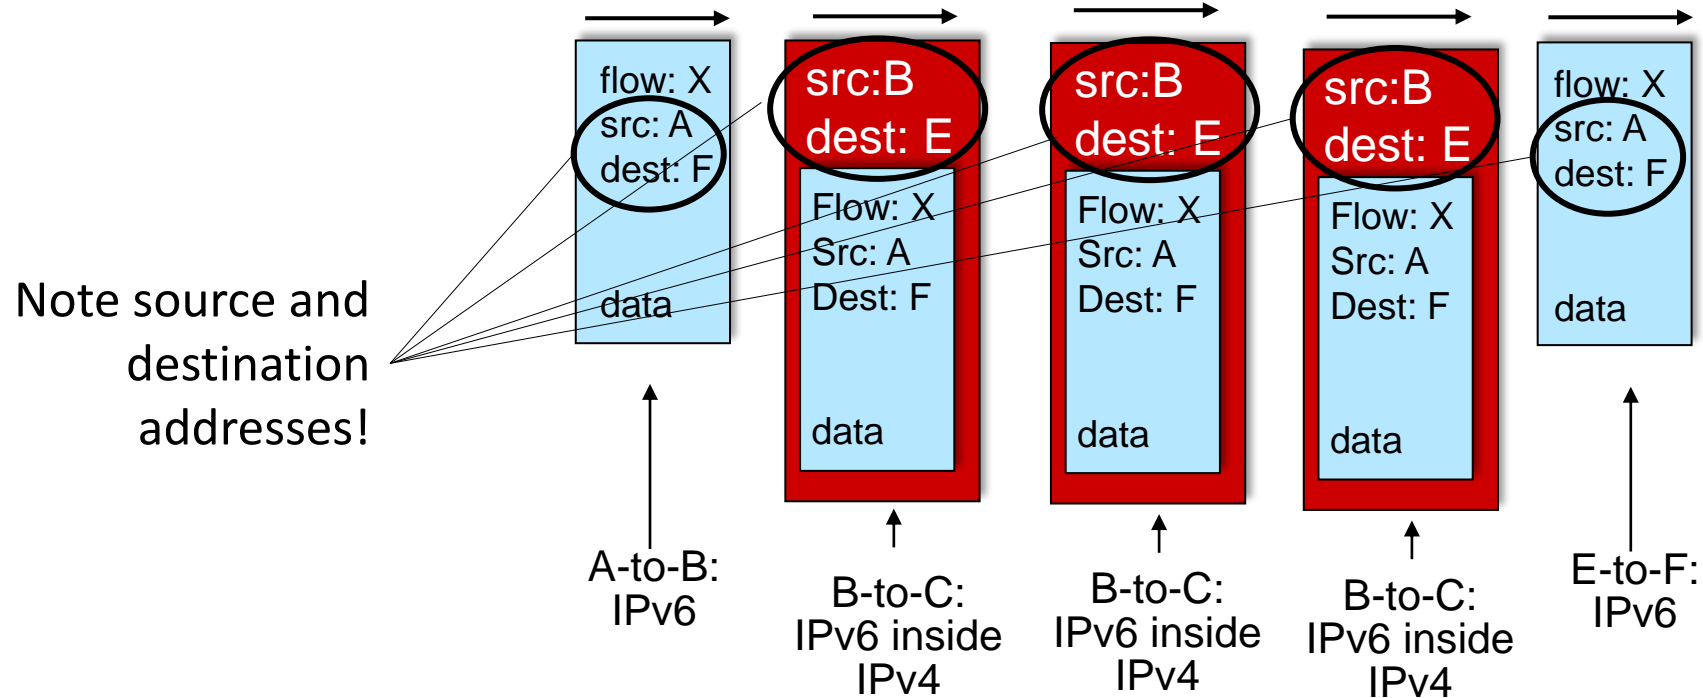 Note source and
destination
addresses!
flow: X
src: A
dest: F
data
A-to-B:
IPv6
src:B
dest: E
Flow: X
Src: A
Dest: F
data
B-to-C:
IPv6 inside
IPv4
src:B
dest: E
Flow: X
Src: A
Dest: F
data
B-to-C:
IPv6 inside
IPv4
src:B
dest: E
Flow: X
Src: A
Dest: F
data
B-to-C:
IPv6 inside
IPv4
flow: X
src: A
dest: F
data
E-to-F:
IPv6